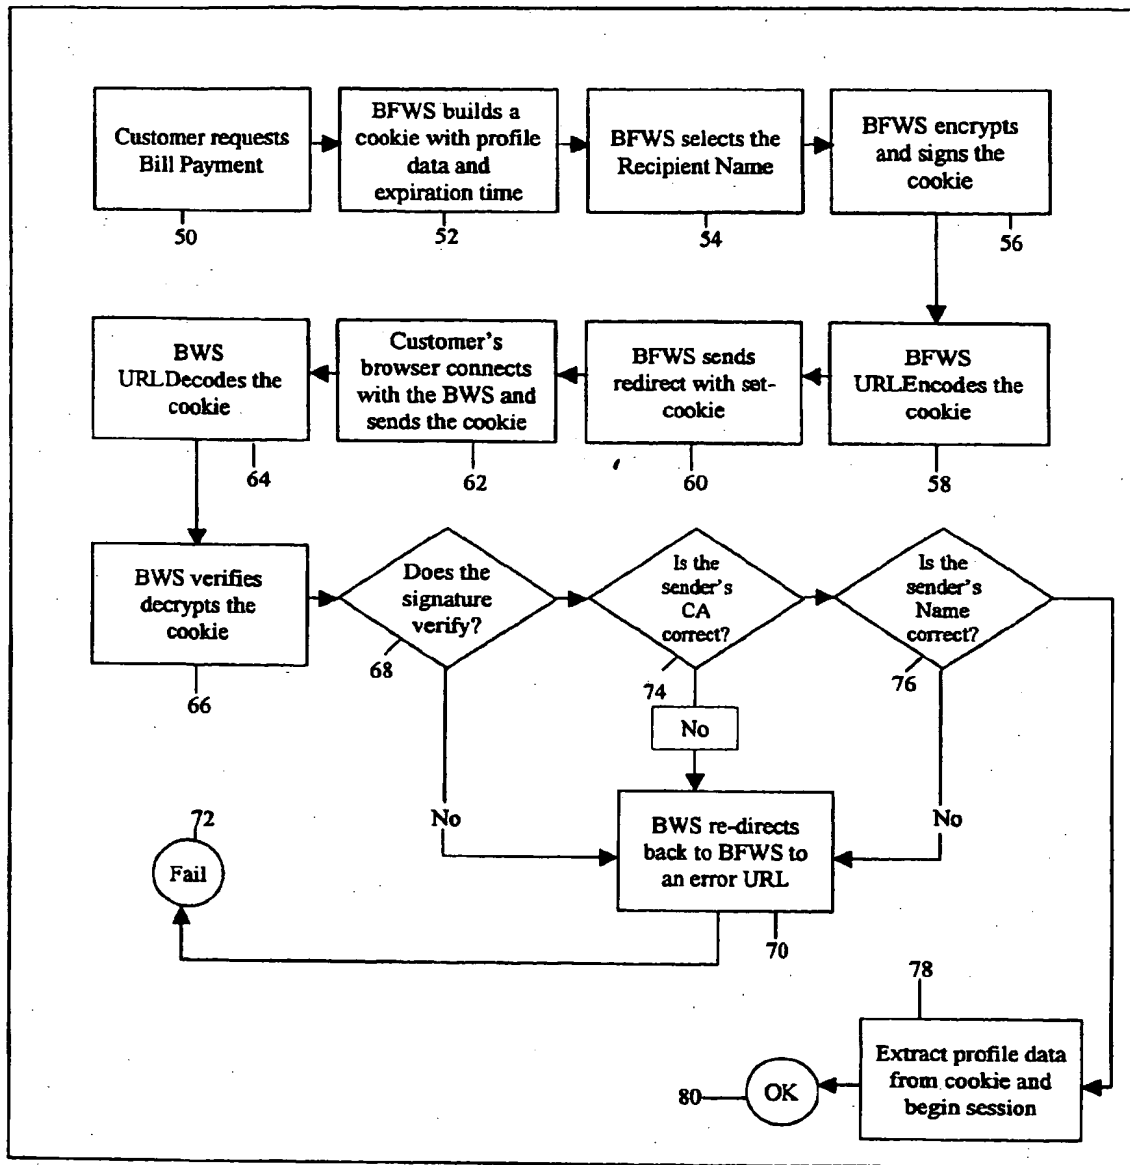 Customer requests
Bill Payment
50
BFWS builds a
cookie with profile
data and
expiration time
52
BFWS selects the
Recipient Name
54
BFWS encrypts
and signs the
cookie
56
BFWS
URLEncodes the
cookie
58
BFWS sends
redirect with set-
cookie
60
Customer's
browser connects
with the BWS and
sends the cookie
62
BWS
URLDecodes the
cookie
64
BWS verifies
decrypts the
cookie
66
Does the
signature
verify?
68
Is the
sender's
CA
correct?
74
Is the
sender's
Name
correct?
76
No
No
No
BWS re-directs
back to BFWS to
an error URL
70
72
Fail
78
Extract profile data
from cookie and
begin session
80
OK